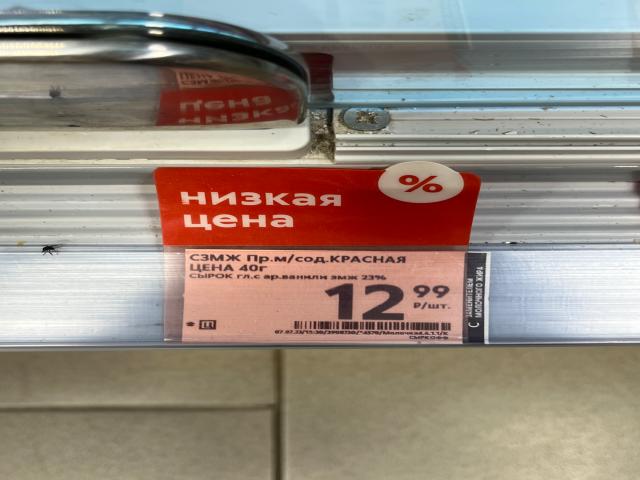 низкая
цена
%
СЗМЖ Пр.м/сод.КРАСНАЯ
ЦЕНА 40г
СЫРОК гл.с ар.ванили змж 23%
12 99
₽/шт.
С ЗАМЕНИТЕЛЕМ
МОЛОЧНОГО ЖИРА